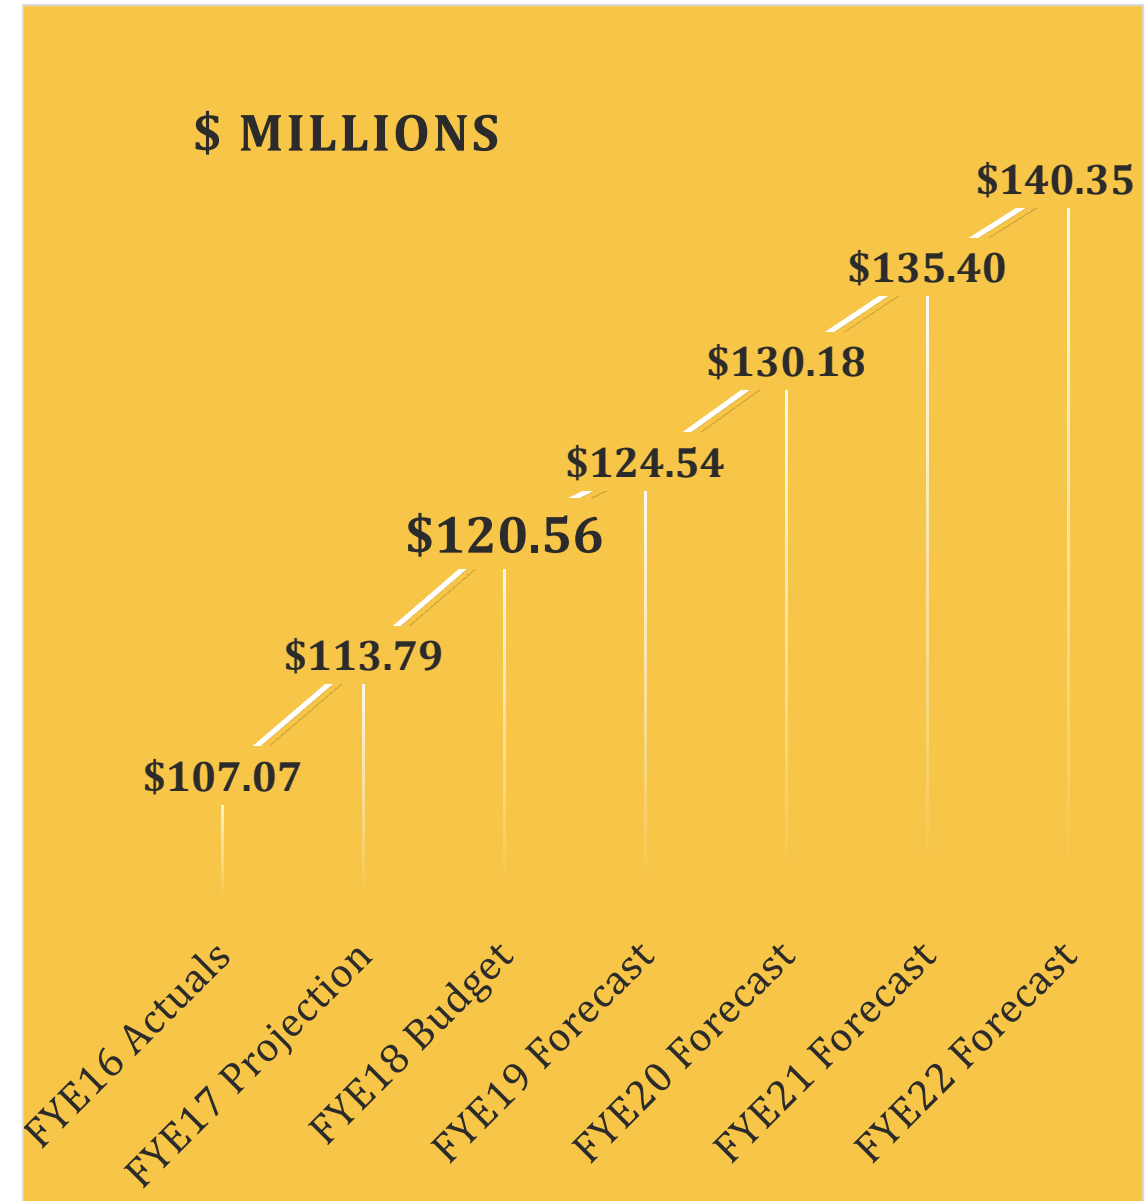 $ MILLIONS
$140.35
$135.40
$130.18
$124.54
$120.56
$113.79
$107.07
FYE16 Actuals
FYE17 Projection
FYE18 Budget
FYE19 Forecast
FYE20 Forecast
FYE21 Forecast
FYE22 Forecast